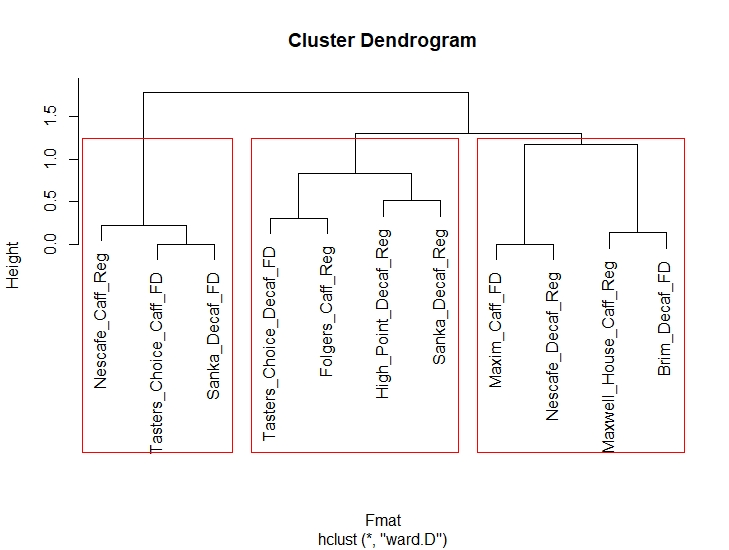 Cluster Dendrogram
Height
1.5
1.0
0.5
0.0
Nescafe_Caff_Reg
Tasters_Choice_Caff_FD
Sanka_Decaf_FD
Tasters_Choice_Decaf_FD
Folgers_Caff_Reg
High_Point_Decaf_Reg
Sanka_Decaf_Reg
Maxim_Caff_FD
Nescafe_Decaf_Reg
Maxwell_House_Caff_Reg
Brim_Decaf_FD
Fmat
hclust (*, "ward.D")